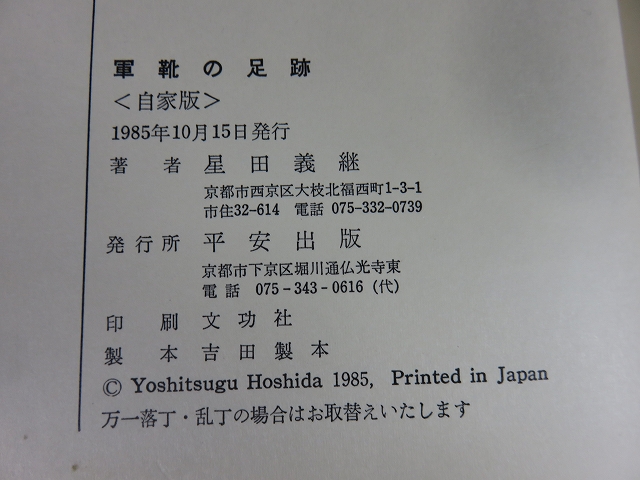 軍靴の足跡
＜自家版＞
1985年10月15日発行
著者 星田義継
京都市西京区大枝北福西町1-3-1
市住32-614 電話 075-332-0739
発行所 平安出版
京都市下京区堀川通仏光寺東
電話 075－343－0616（代）
印刷 文功社
製本 吉田製本
© Yoshitsugu Hoshida 1985, Printed in Japan
万一落丁・乱丁の場合はお取替えいたします